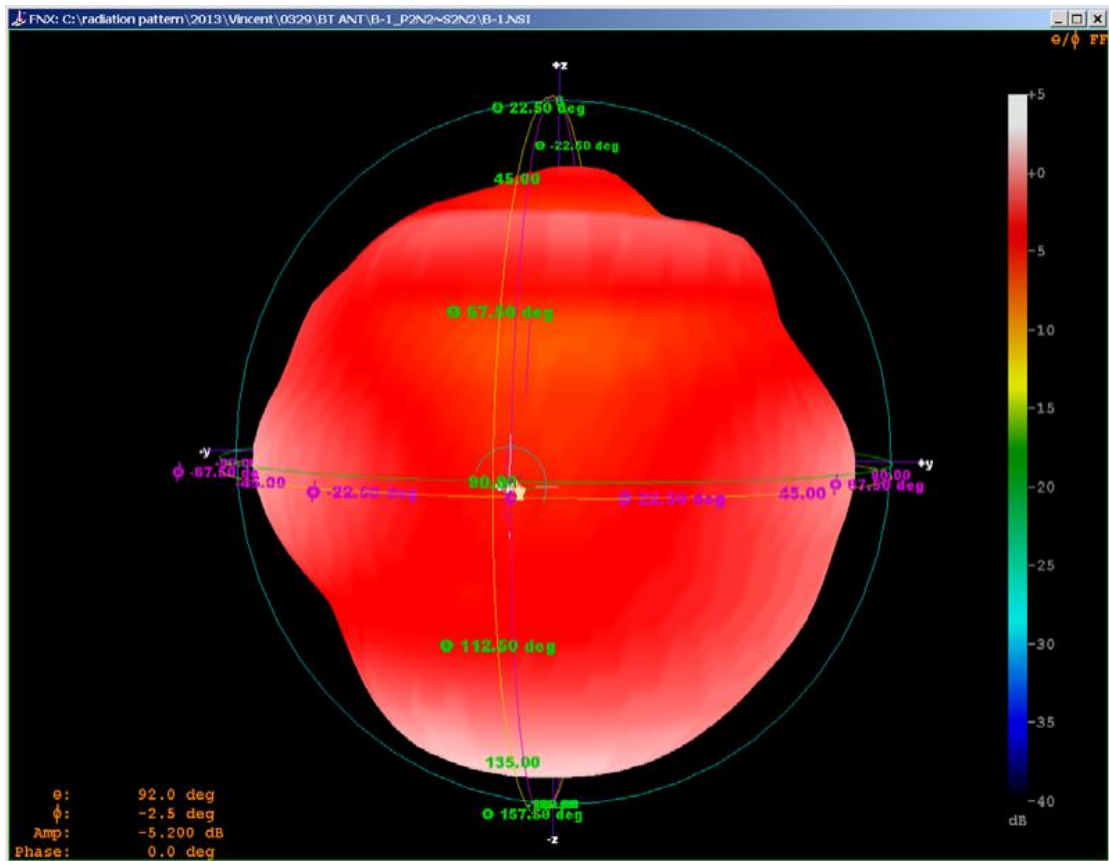 FNX: C:\radiation pattern\2013\Vincent\0329\BT ANT\B-1_P2N2~S2N2\B-1.NSI
ɵ/ϕ FF
+z
ɵ 22.50 deg
ɵ -22.50 deg
45.00
ɵ 67.50 deg
-y
+y
90.00
ϕ -67.50 de
-45.00
ϕ -22.50 deg
90.00
ϕ 22.50 deg
45.00
ϕ 67.50 deg
ɵ 112.50 deg
135.00
ɵ 157.50 deg
-z
+5
+0
-5
-10
-15
-20
-25
-30
-35
-40
dB
ɵ: 92.0 deg
ϕ: -2.5 deg
Amp: -5.200 dB
Phase: 0.0 deg